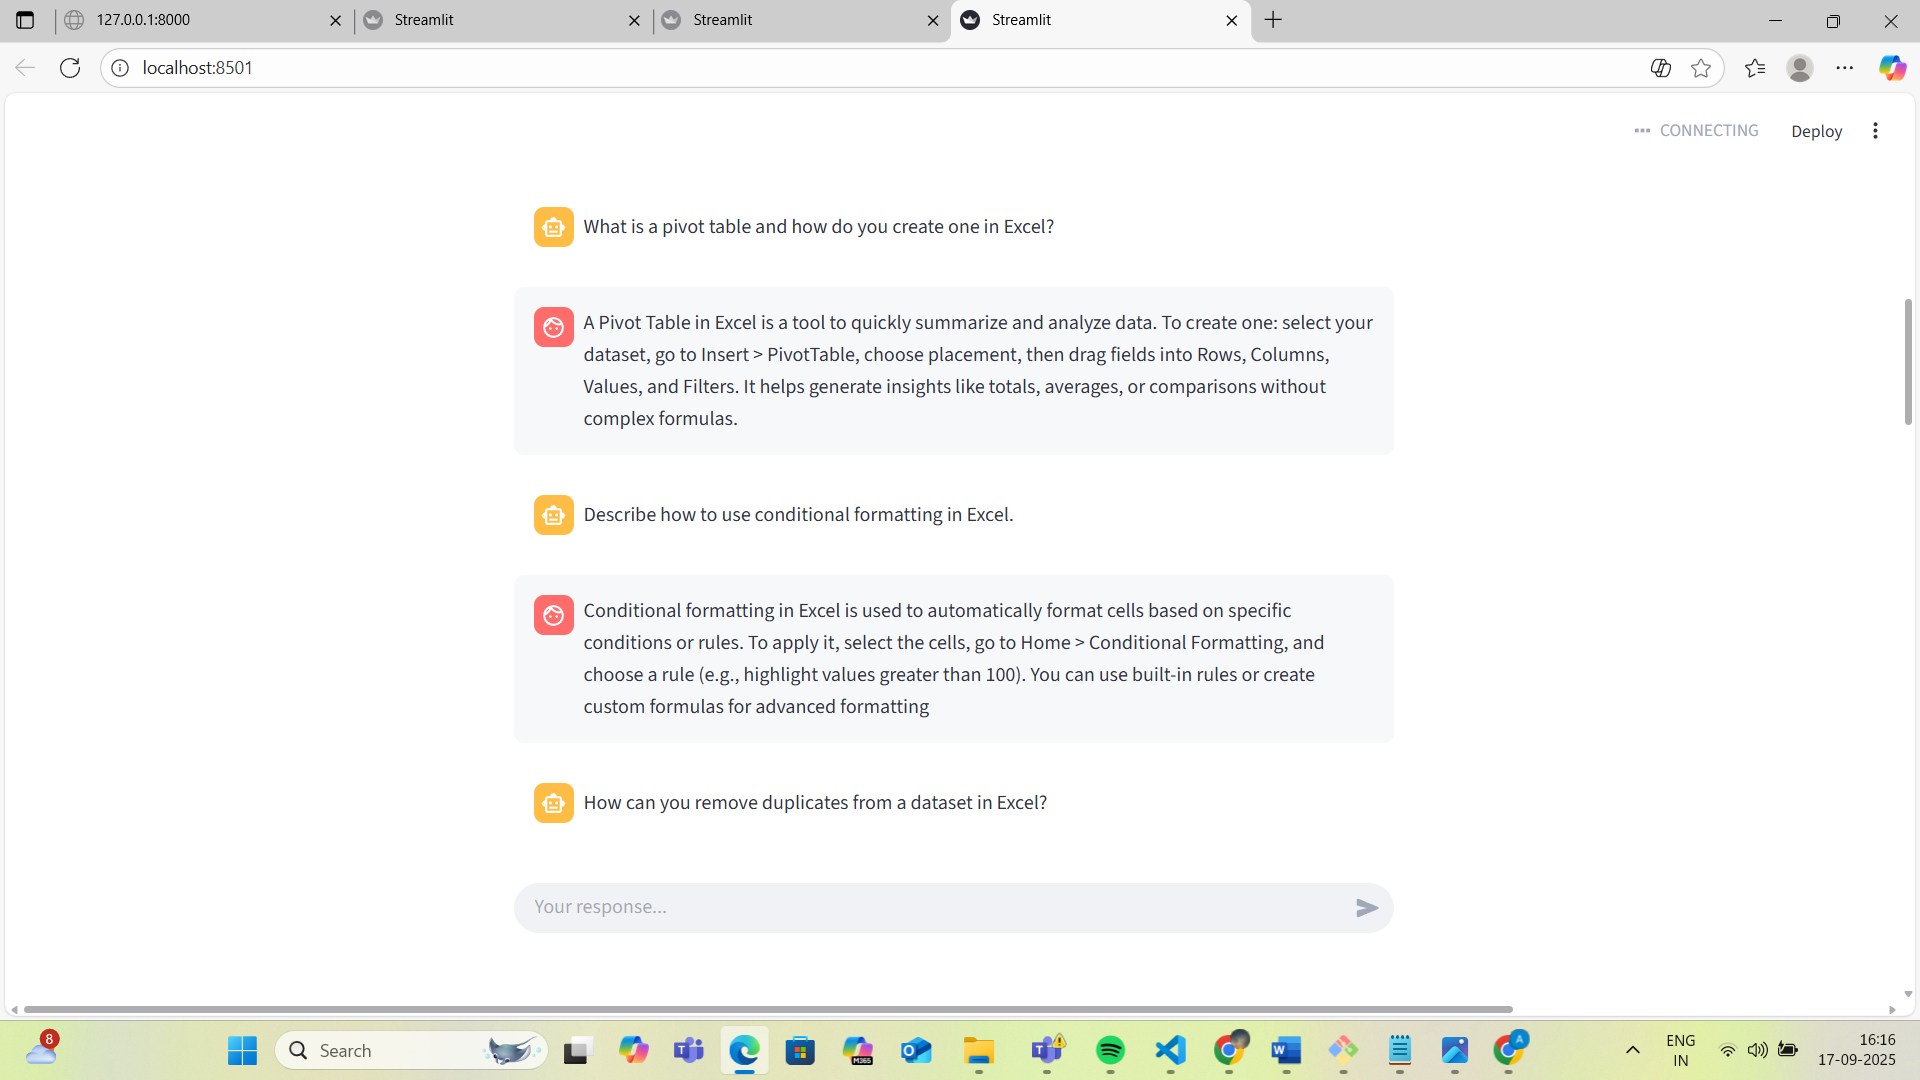 127.0.0.1:8000
Streamlit
Streamlit
Streamlit
localhost:8501
CONNECTING
Deploy
What is a pivot table and how do you create one in Excel?
A Pivot Table in Excel is a tool to quickly summarize and analyze data. To create one: select your
dataset, go to Insert > PivotTable, choose placement, then drag fields into Rows, Columns,
Values, and Filters. It helps generate insights like totals, averages, or comparisons without
complex formulas.
Describe how to use conditional formatting in Excel.
Conditional formatting in Excel is used to automatically format cells based on specific
conditions or rules. To apply it, select the cells, go to Home > Conditional Formatting, and
choose a rule (e.g., highlight values greater than 100). You can use built-in rules or create
custom formulas for advanced formatting
How can you remove duplicates from a dataset in Excel?
Your response...
8
Search
M365
A
ENG
IN
16:16
17-09-2025